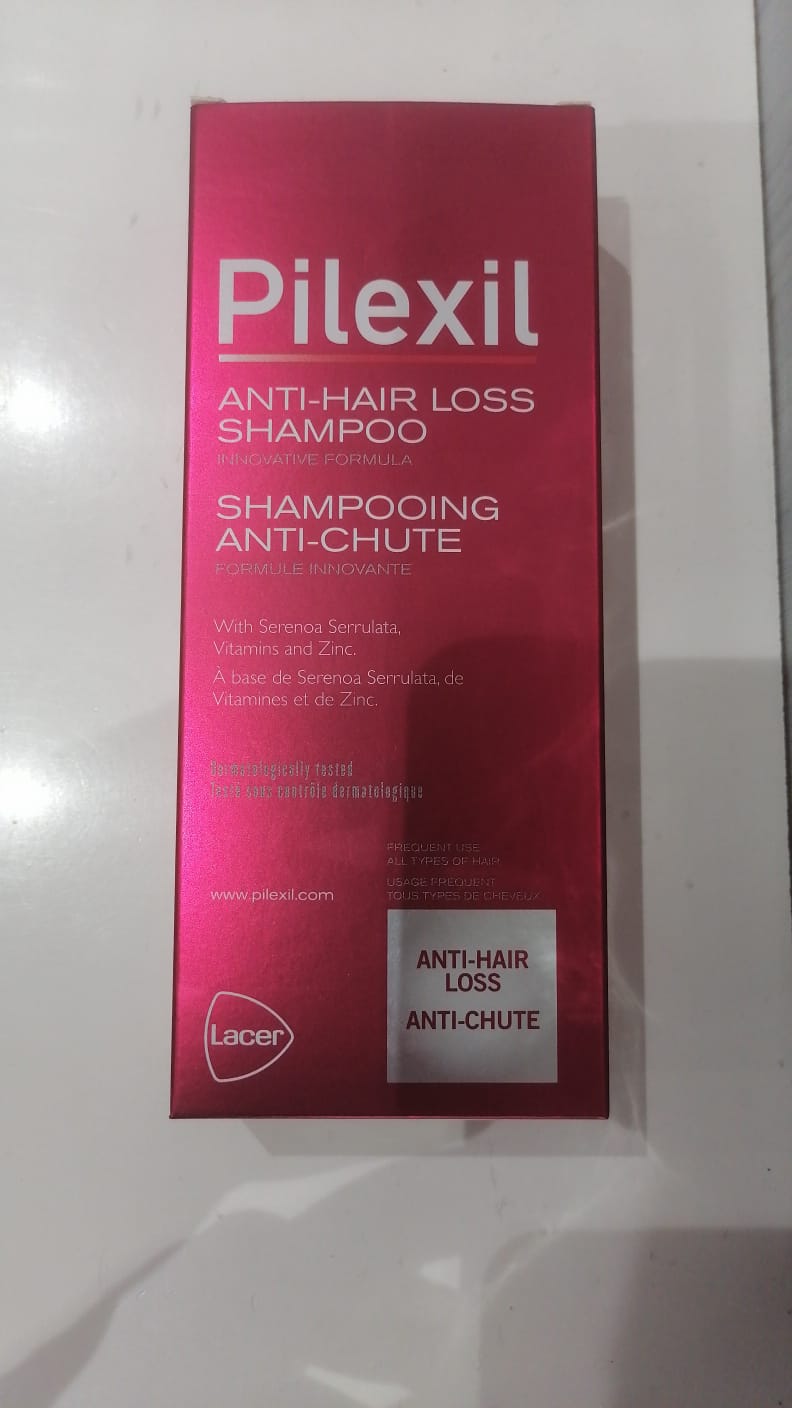 Pilexil
ANTI-HAIR LOSS
SHAMPOO
INNOVATIVE FORMULA
SHAMPOOING
ANTI-CHUTE
FORMULE INNOVANTE
With Serenoa Serrulata,
Vitamins and Zinc.
À base de Serenoa Serrulata, de
Vitamines et de Zinc.
Dermatologically tested
Testé sous contrôle dermatologique
FREQUENT USE
ALL TYPES OF HAIR
USAGE FRÉQUENT
TOUS TYPES DE CHEVEUX
www.pilexil.com
ANTI-HAIR
LOSS
ANTI-CHUTE
Lacer